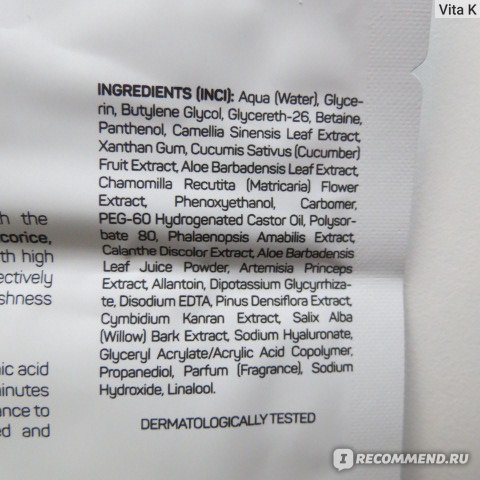 Vita K
INGREDIENTS (INCI): Aqua (Water), Glyce-
rin, Butylene Glycol, Glycereth-26, Betaine,
Panthenol, Camellia Sinensis Leaf Extract,
Xanthan Gum, Cucumis Sativus (Cucumber)
Fruit Extract, Aloe Barbadensis Leaf Extract,
Chamomilla Recutita (Matricaria) Flower
Extract, Phenoxyethanol, Carbomer,
PEG-60 Hydrogenated Castor Oil, Polysor-
bate 80, Phalaenopsis Amabilis Extract,
Calanthe Discolor Extract, Aloe Barbadensis
Leaf Juice Powder, Artemisia Princeps
Extract, Allantoin, Dipotassium Glycyrrhiza-
te, Disodium EDTA, Pinus Densiflora Extract,
Cymbidium Kanran Extract, Salix Alba
(Willow) Bark Extract, Sodium Hyaluronate,
Glyceryl Acrylate/Acrylic Acid Copolymer,
Propanediol, Parfum (Fragrance), Sodium
Hydroxide, Linalool.
DERMATOLOGICALLY TESTED
h the
corice,
th high
ectively
shness
nic acid
minutes
ance to
ed and
IRECOMMEND.RU